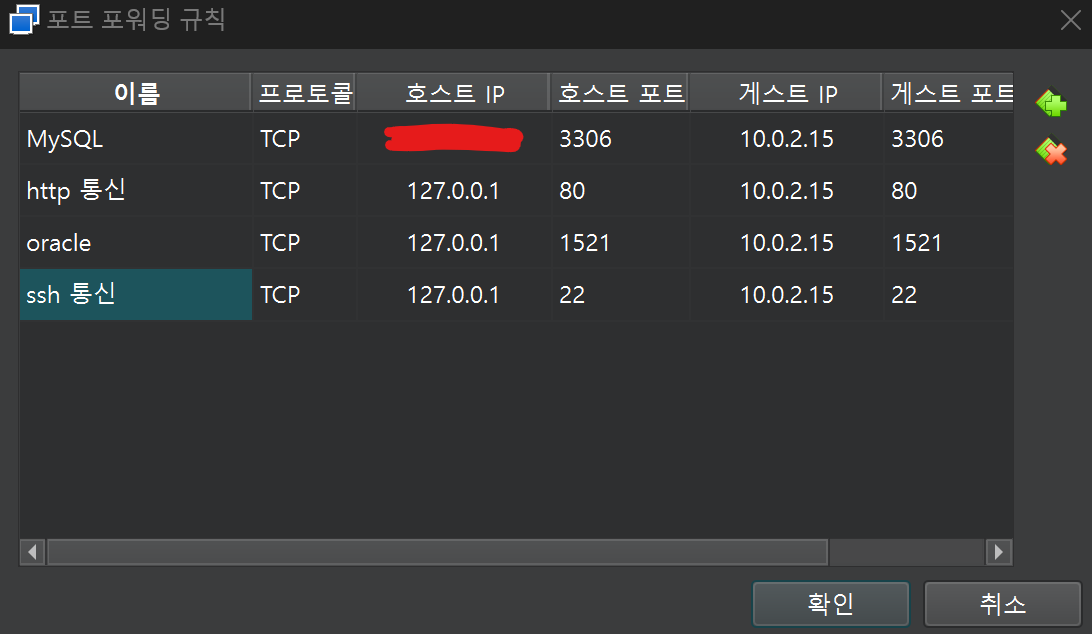 포트 포워딩 규칙
이름 프로토콜 호스트 IP 호스트 포트 게스트 IP 게스트 포트
MySQL TCP 3306 10.0.2.15 3306
http 통신 TCP 127.0.0.1 80 10.0.2.15 80
oracle TCP 127.0.0.1 1521 10.0.2.15 1521
ssh 통신 TCP 127.0.0.1 22 10.0.2.15 22
확인 취소